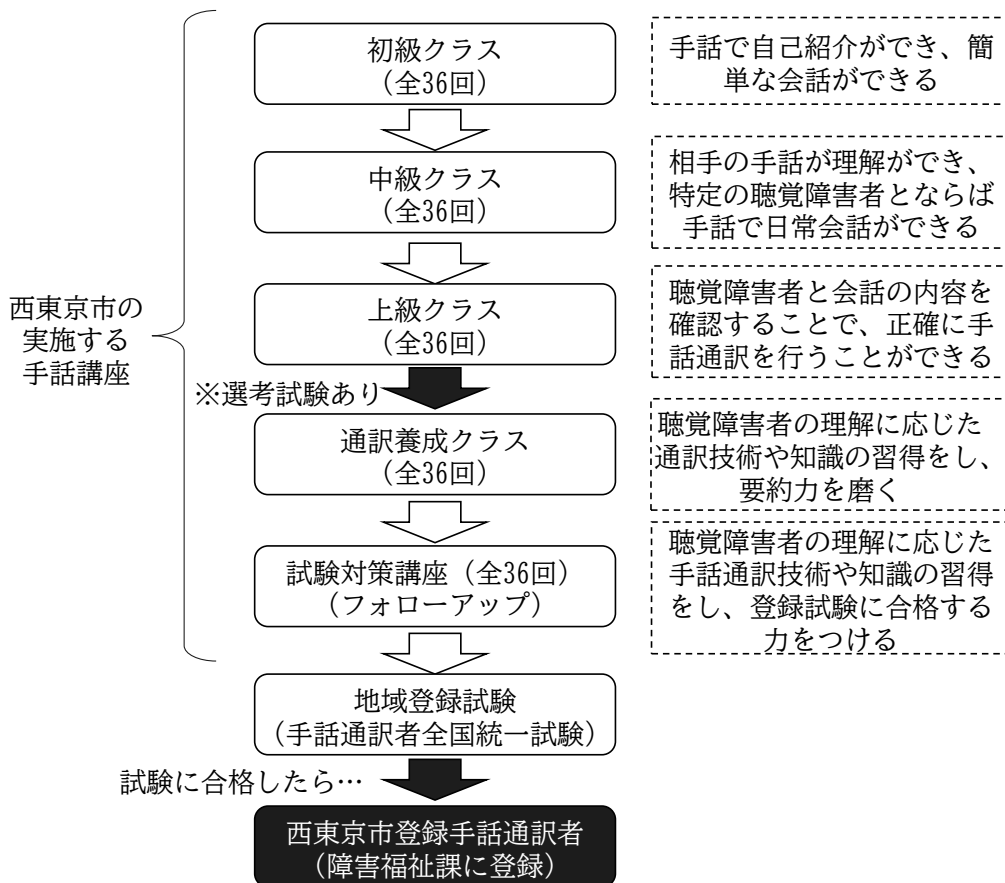 初級クラス
（全36回）
手話で自己紹介ができ、簡
単な会話ができる
中級クラス
（全36回）
相手の手話が理解ができ、
特定の聴覚障害者とならば
手話で日常会話ができる
西東京市の
実施する
手話講座
上級クラス
（全36回）
聴覚障害者と会話の内容を
確認することで、正確に手
話通訳を行うことができる
※選考試験あり
通訳養成クラス
（全36回）
聴覚障害者の理解に応じた
通訳技術や知識の習得をし、
要約力を磨く
試験対策講座（全36回）
（フォローアップ）
聴覚障害者の理解に応じた
手話通訳技術や知識の習得
をし、登録試験に合格する
力をつける
地域登録試験
（手話通訳者全国統一試験）
試験に合格したら…
西東京市登録手話通訳者
（障害福祉課に登録）